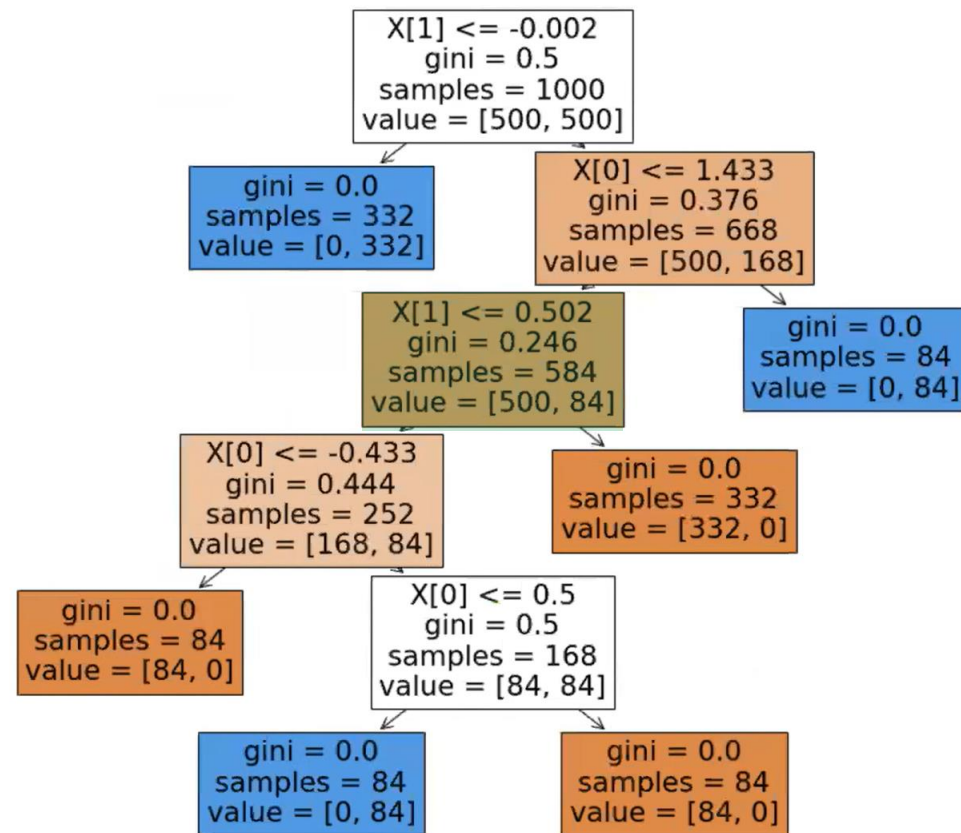 X[1] <= -0.002
gini = 0.5
samples = 1000
value = [500, 500]
gini = 0.0
samples = 332
value = [0, 332]
X[0] <= 1.433
gini = 0.376
samples = 668
value = [500, 168]
X[1] <= 0.502
gini = 0.246
samples = 584
value = [500, 84]
gini = 0.0
samples = 84
value = [0, 84]
X[0] <= -0.433
gini = 0.444
samples = 252
value = [168, 84]
gini = 0.0
samples = 332
value = [332, 0]
gini = 0.0
samples = 84
value = [84, 0]
X[0] <= 0.5
gini = 0.5
samples = 168
value = [84, 84]
gini = 0.0
samples = 84
value = [0, 84]
gini = 0.0
samples = 84
value = [84, 0]